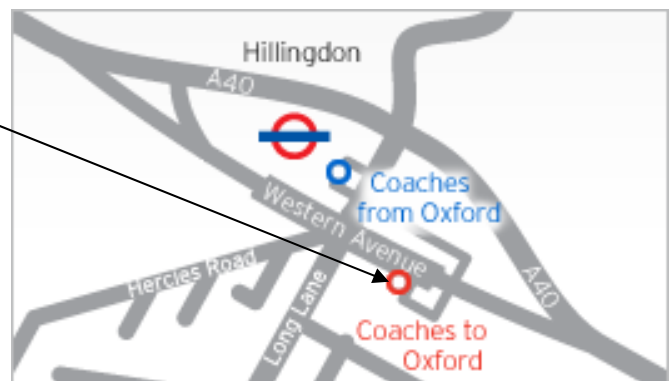 Hillingdon
A40
Coaches
from Oxford
Western Avenue
Hercies Road
A40
Long Lane
Coaches to
Oxford